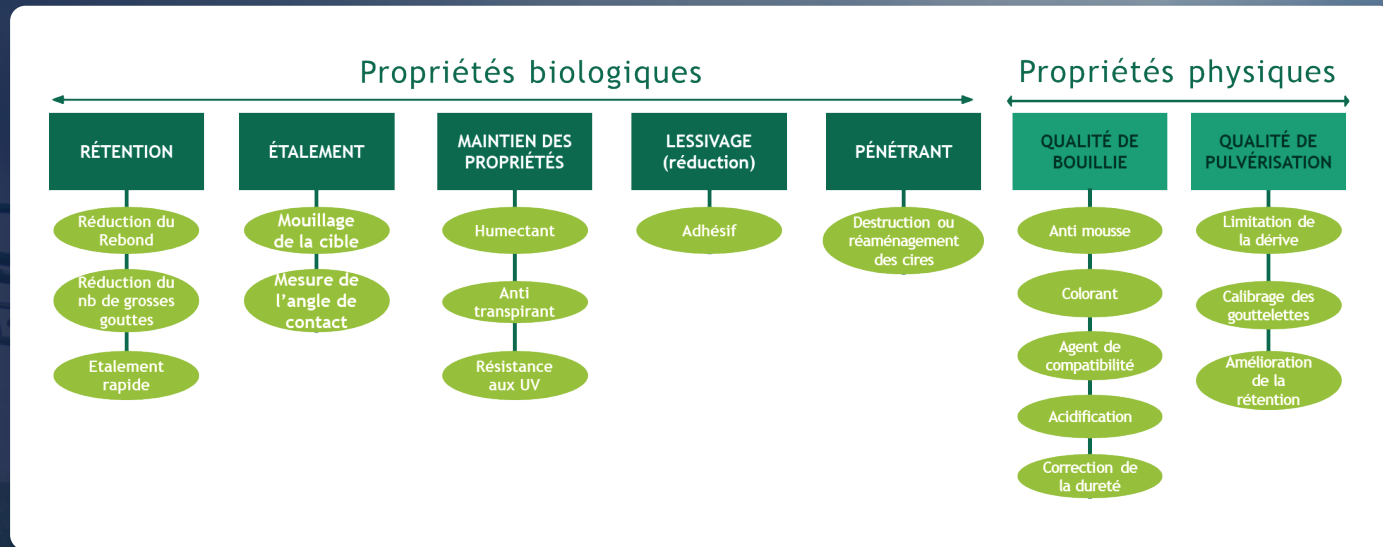 Propriétés biologiques
Propriétés physiques
RÉTENTION
Réduction du
Rebond
Réduction du
nb de grosses
gouttes
Etalement
rapide
ÉTALEMENT
Mouillage
de la cible
Mesure de
l'angle de
contact
MAINTIEN DES
PROPRIÉTÉS
Humectant
Anti
transpirant
Résistance
aux UV
LESSIVAGE
(réduction)
Adhésif
PÉNÉTRANT
Destruction ou
réaménagement
des cires
QUALITÉ DE
BOUILLIE
Anti mousse
Colorant
Agent de
compatibilité
Acidification
Correction de
la dureté
QUALITÉ DE
PULVÉRISATION
Limitation de
la dérive
Calibrage des
gouttelettes
Amélioration
de la
rétention